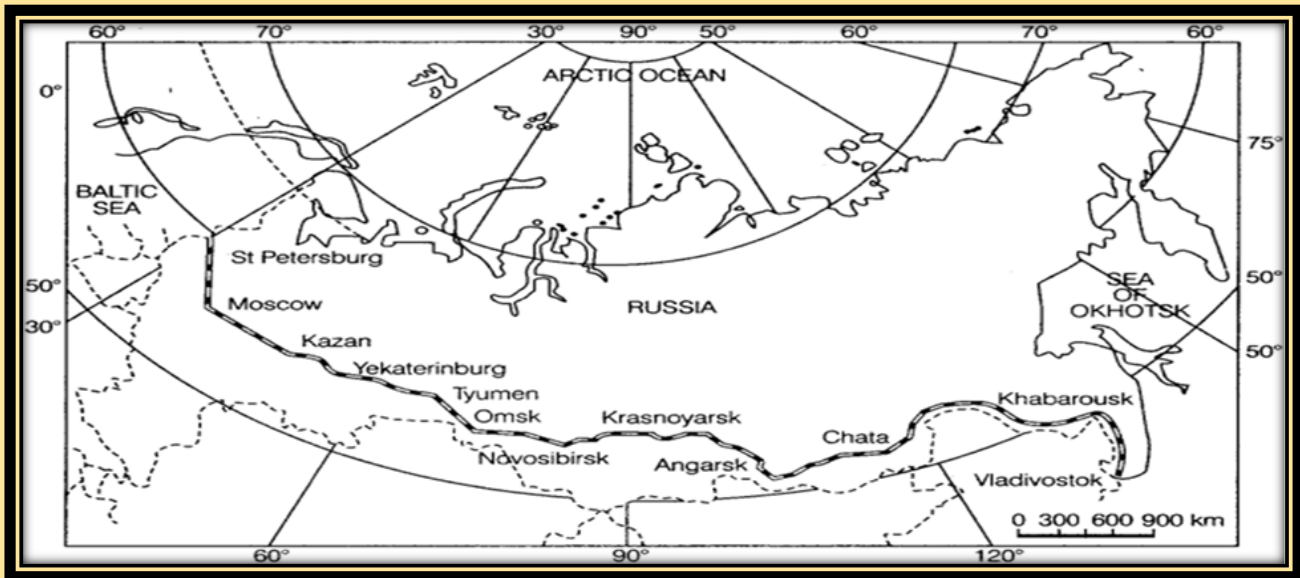 60° 70° 30° 90° 50° 60° 70° 60°
ARCTIC OCEAN
0°
75°
BALTIC
SEA
St Petersburg
50°
50°
SEA
OF
OKHOTSK
Moscow
RUSSIA
30°
Kazan
50°
Yekaterinburg
Tyumen
Khabarousk
Omsk
Krasnoyarsk
Chata
Novosibirsk
Angarsk
Vladivostok
0 300 600 900 km
60° 90° 120°